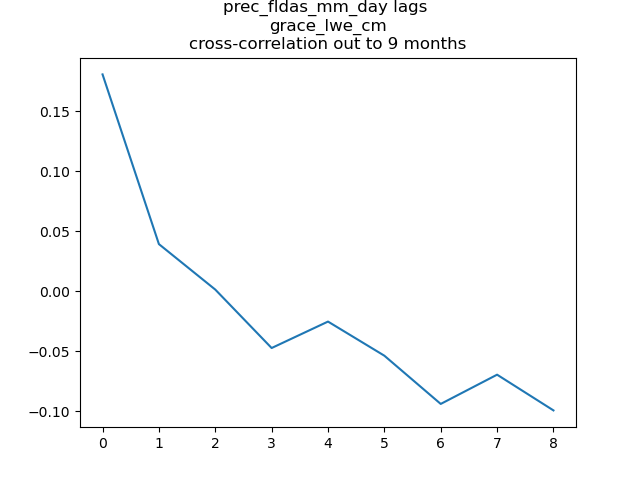 prec_fldas_mm_day lags
grace_lwe_cm
cross-correlation out to 9 months
0.15
0.10
0.05
0.00
−0.05
−0.10
0 1 2 3 4 5 6 7 8